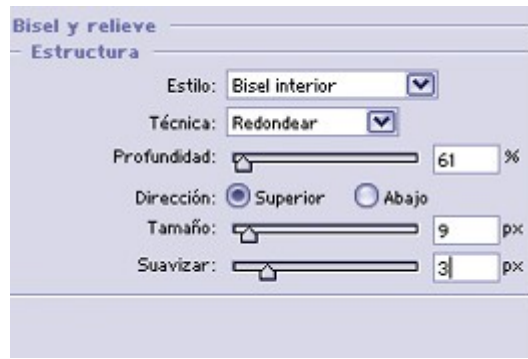 Bisel y relieve
Estructura
Estilo: Bisel interior
Técnica: Redondear
Profundidad: 61 %
Dirección: Superior Abajo
Tamaño: 9 px
Suavizar: 3 px